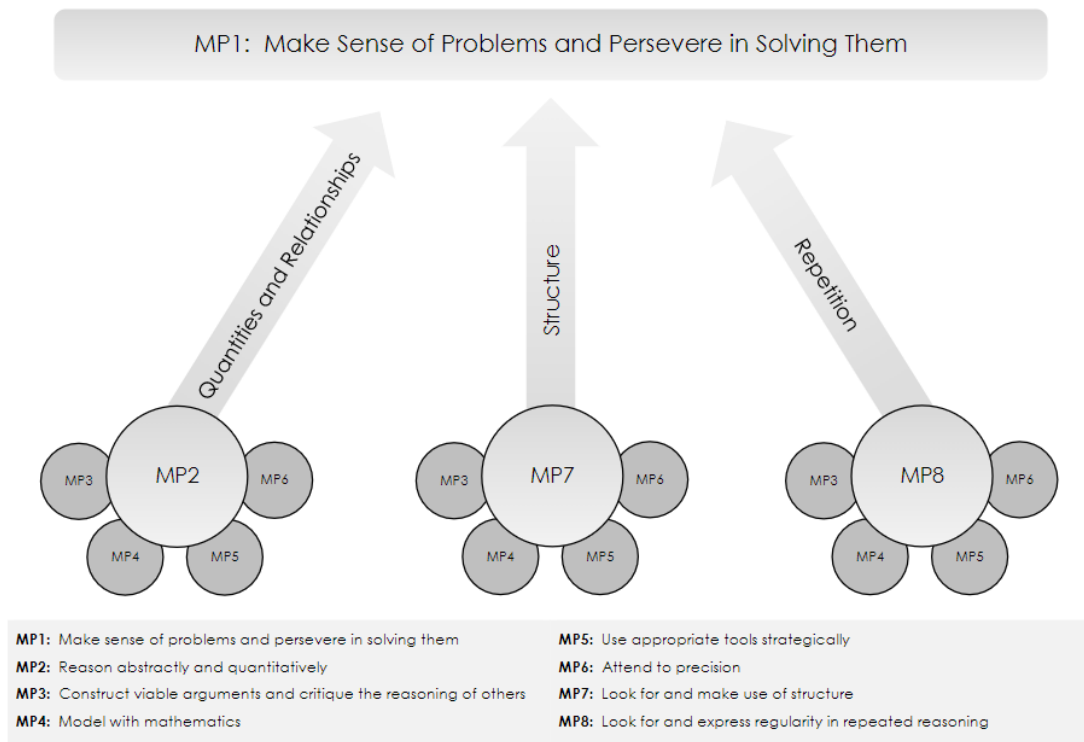 MP1: Make Sense of Problems and Persevere in Solving Them
Quantities and Relationships
Structure
Repetition
MP2
MP3
MP4
MP5
MP6
MP7
MP3
MP4
MP5
MP6
MP8
MP3
MP4
MP5
MP6
MP1: Make sense of problems and persevere in solving them
MP2: Reason abstractly and quantitatively
MP3: Construct viable arguments and critique the reasoning of others
MP4: Model with mathematics
MP5: Use appropriate tools strategically
MP6: Attend to precision
MP7: Look for and make use of structure
MP8: Look for and express regularity in repeated reasoning